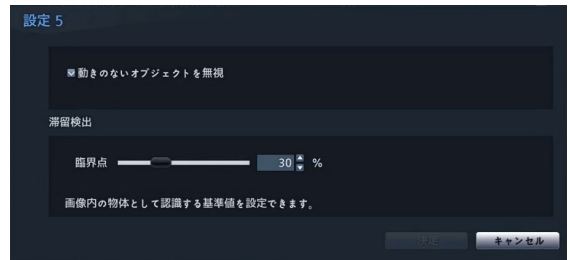 設定 5
動きのないオブジェクトを無視
滞留検出
臨界点 30 %
画像内の物体として認識する基準値を設定できます。
決定 キャンセル